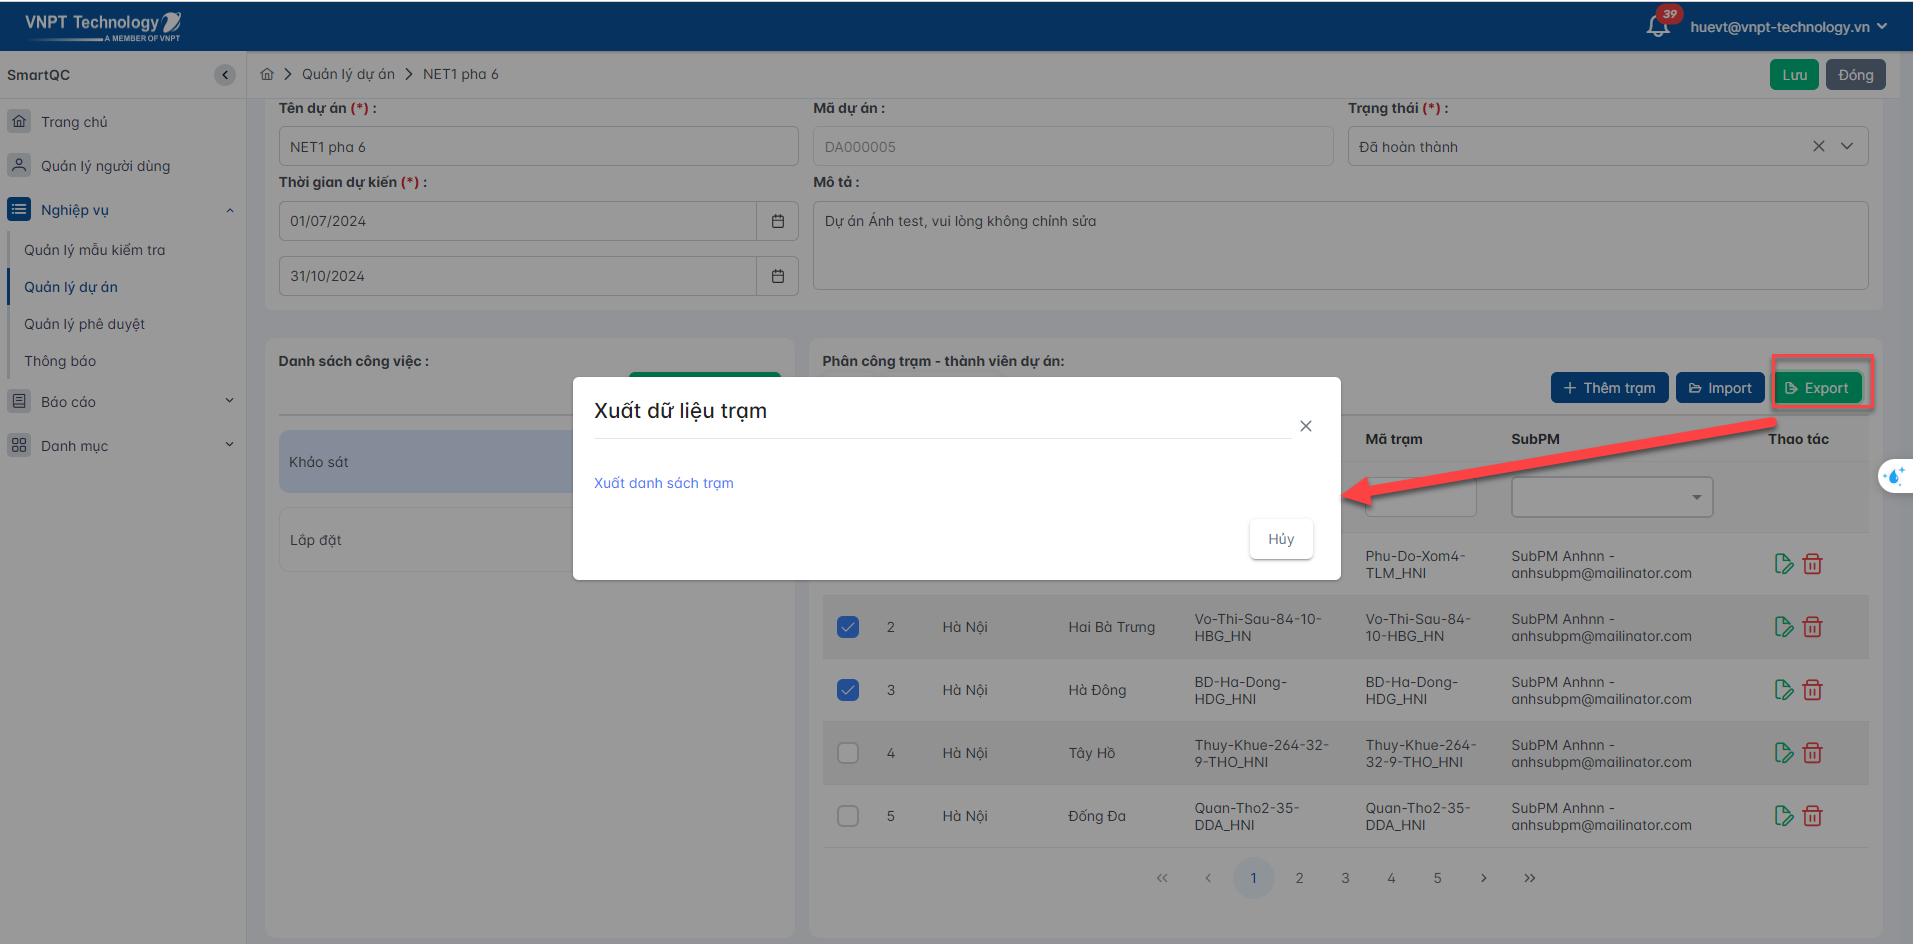 VNPT Technology
A MEMBER OF VNPT
39
huevt@vnpt-technology.vn
SmartQC
Quản lý dự án
NET1 pha 6
Lưu
Đóng
Trang chủ
Quản lý người dùng
Nghiệp vụ
Quản lý mẫu kiểm tra
Quản lý dự án
Quản lý phê duyệt
Thông báo
Báo cáo
Danh mục
Tên dự án (*) :
Mã dự án :
Trạng thái (*) :
NET1 pha 6
DA000005
Đã hoàn thành
Thời gian dự kiến (*) :
Mô tả :
01/07/2024
Dự án Ánh test, vui lòng không chỉnh sửa
31/10/2024
Danh sách công việc :
Khảo sát
Lắp đặt
Phân công trạm - thành viên dự án:
Thêm trạm
Import
Export
Xuất dữ liệu trạm
Xuất danh sách trạm
Hủy
Mã trạm
SubPM
Thao tác
Phu-Do-Xom4-
TLM_HNI
SubPM Anhnn -
anhsubpm@mailinator.com
2
Hà Nội
Hai Bà Trưng
Vo-Thi-Sau-84-10-
HBG_HN
Vo-Thi-Sau-84-
10-HBG_HN
SubPM Anhnn -
anhsubpm@mailinator.com
3
Hà Nội
Hà Đông
BD-Ha-Dong-
HDG_HNI
BD-Ha-Dong-
HDG_HNI
SubPM Anhnn -
anhsubpm@mailinator.com
4
Hà Nội
Tây Hồ
Thuy-Khue-264-32-
9-THO_HNI
Thuy-Khue-264-
32-9-THO_HNI
SubPM Anhnn -
anhsubpm@mailinator.com
5
Hà Nội
Đống Đa
Quan-Tho2-35-
DDA_HNI
Quan-Tho2-35-
DDA_HNI
SubPM Anhnn -
anhsubpm@mailinator.com
1 2 3 4 5